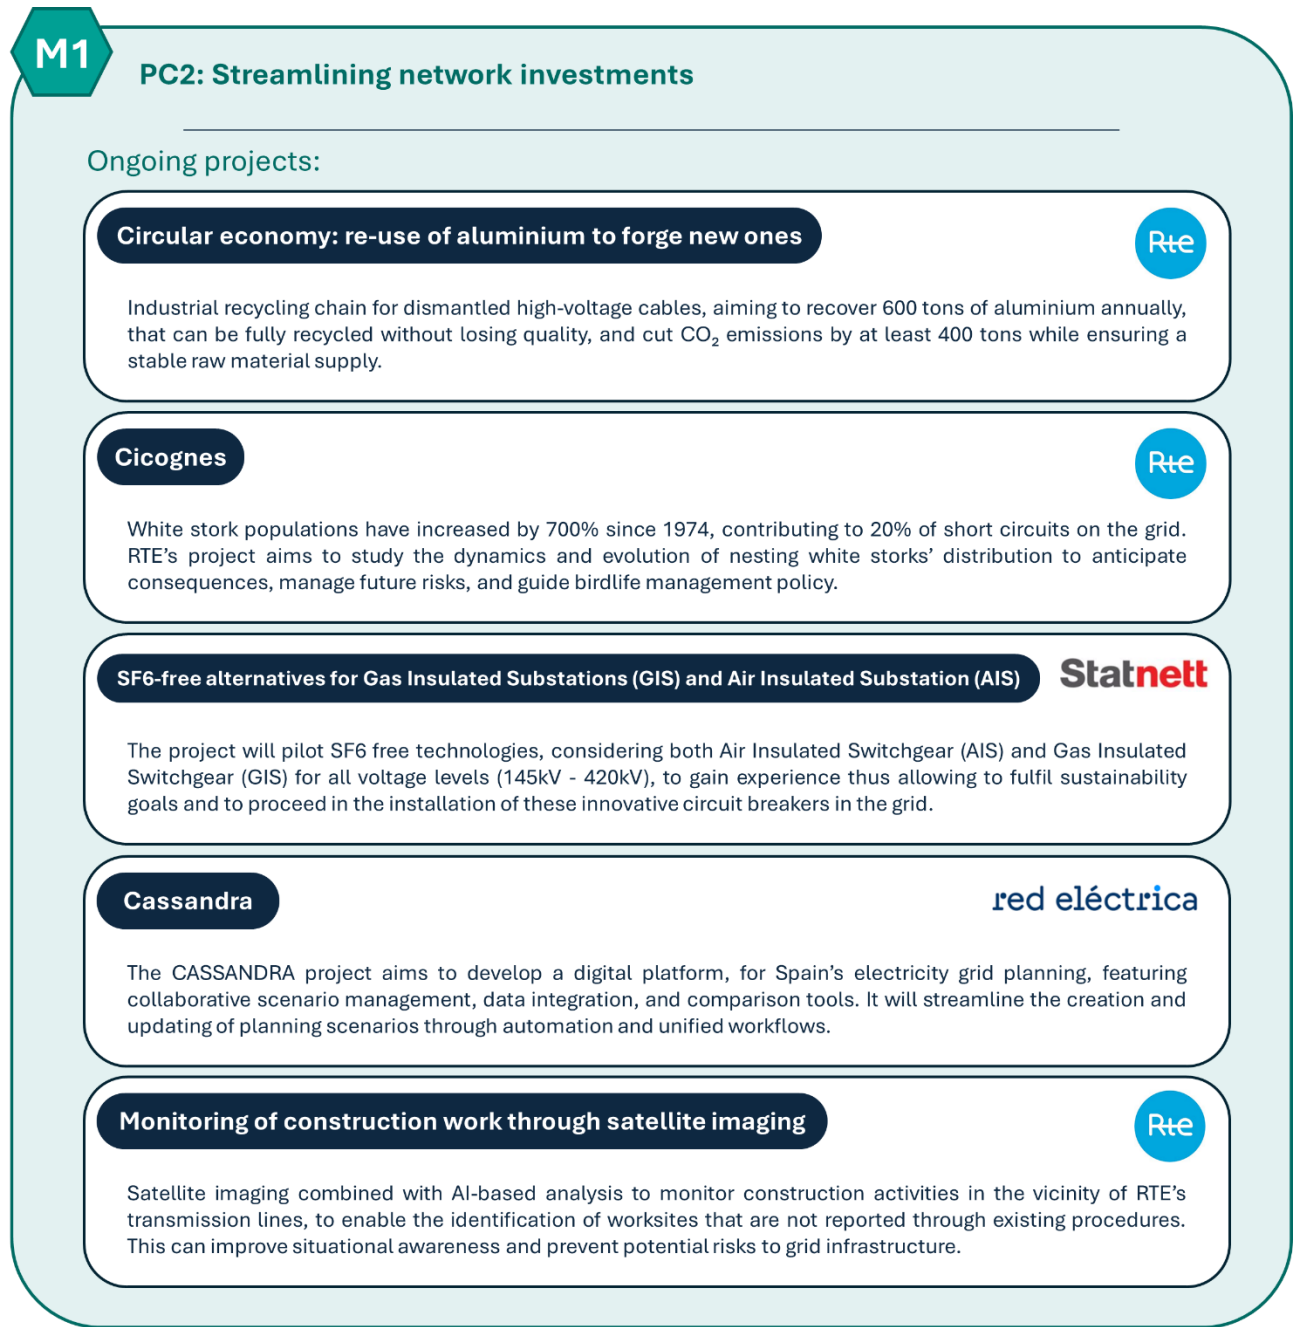 M1
PC2: Streamlining network investments
Ongoing projects:
Circular economy: re-use of aluminium to forge new ones
Rte
Industrial recycling chain for dismantled high-voltage cables, aiming to recover 600 tons of aluminium annually,
that can be fully recycled without losing quality, and cut CO₂ emissions by at least 400 tons while ensuring a
stable raw material supply.
Cicognes
Rte
White stork populations have increased by 700% since 1974, contributing to 20% of short circuits on the grid.
RTE’s project aims to study the dynamics and evolution of nesting white storks’ distribution to anticipate
consequences, manage future risks, and guide birdlife management policy.
SF6-free alternatives for Gas Insulated Substations (GIS) and Air Insulated Substation (AIS)
Statnett
The project will pilot SF6 free technologies, considering both Air Insulated Switchgear (AIS) and Gas Insulated
Switchgear (GIS) for all voltage levels (145kV - 420kV), to gain experience thus allowing to fulfil sustainability
goals and to proceed in the installation of these innovative circuit breakers in the grid.
Cassandra
red eléctrica
The CASSANDRA project aims to develop a digital platform, for Spain’s electricity grid planning, featuring
collaborative scenario management, data integration, and comparison tools. It will streamline the creation and
updating of planning scenarios through automation and unified workflows.
Monitoring of construction work through satellite imaging
Rte
Satellite imaging combined with AI-based analysis to monitor construction activities in the vicinity of RTE’s
transmission lines, to enable the identification of worksites that are not reported through existing procedures.
This can improve situational awareness and prevent potential risks to grid infrastructure.